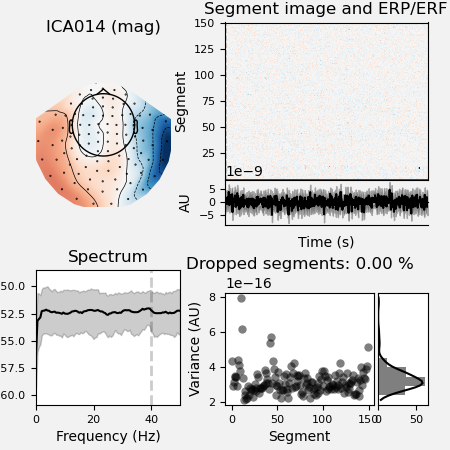 ICA014 (mag)
Segment image and ERP/ERF
150
125
100
75
50
25
Segment
1e−9
5
0
−5
AU
Time (s)
Spectrum
50.0
52.5
55.0
57.5
60.0
0 20 40
Frequency (Hz)
Dropped segments: 0.00 %
1e−16
8
6
4
2
Variance (AU)
0 50 100 150
Segment
0 50